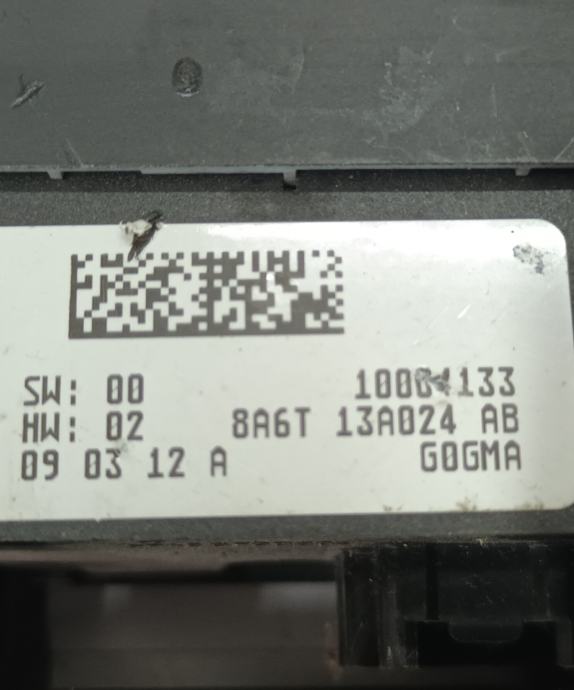 SW: 00
HW: 02 8A6T 13A024 AB
09 03 12 A G0GMA